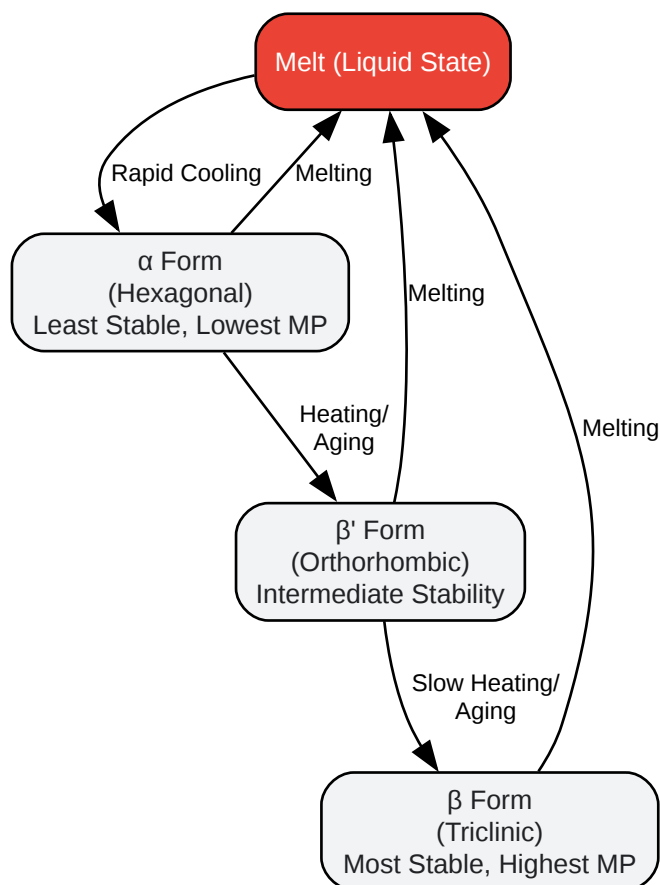 Melt (Liquid State)
Rapid Cooling
Melting
α Form
(Hexagonal)
Least Stable, Lowest MP
Melting
Heating/
Aging
Melting
β' Form
(Orthorhombic)
Intermediate Stability
Slow Heating/
Aging
β Form
(Triclinic)
Most Stable, Highest MP